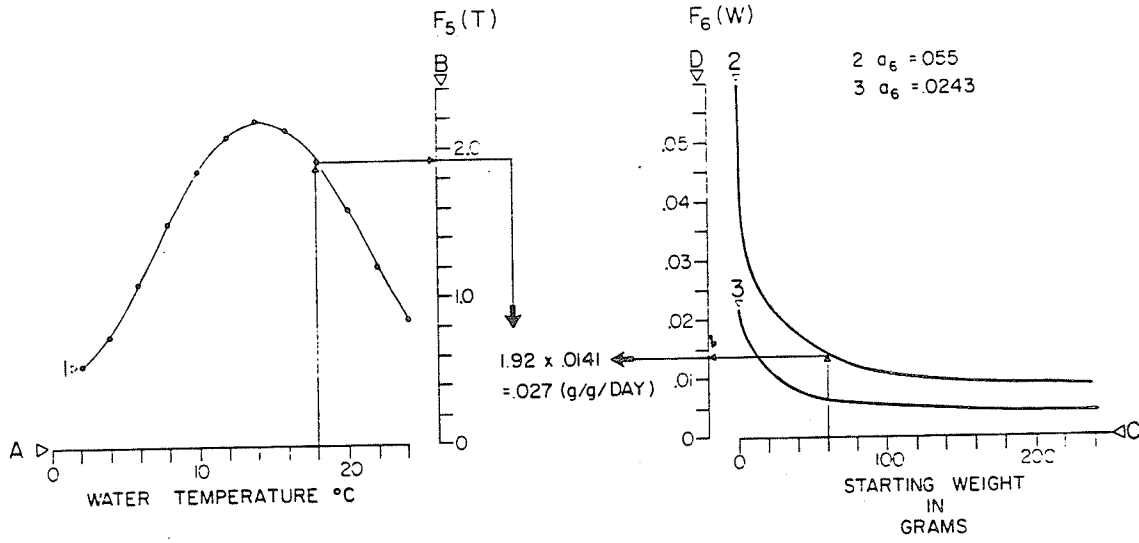 F5(T)
B
2.0
1.0
0
1
A
0
10
20
WATER TEMPERATURE °C
1.92 x .0141
=.027 (g/g/DAY)
F6(W)
D
2
3
2 a6 =.055
3 a6 =.0243
.05
.04
.03
.02
.01
0
C
0
100
200
STARTING WEIGHT
IN
GRAMS